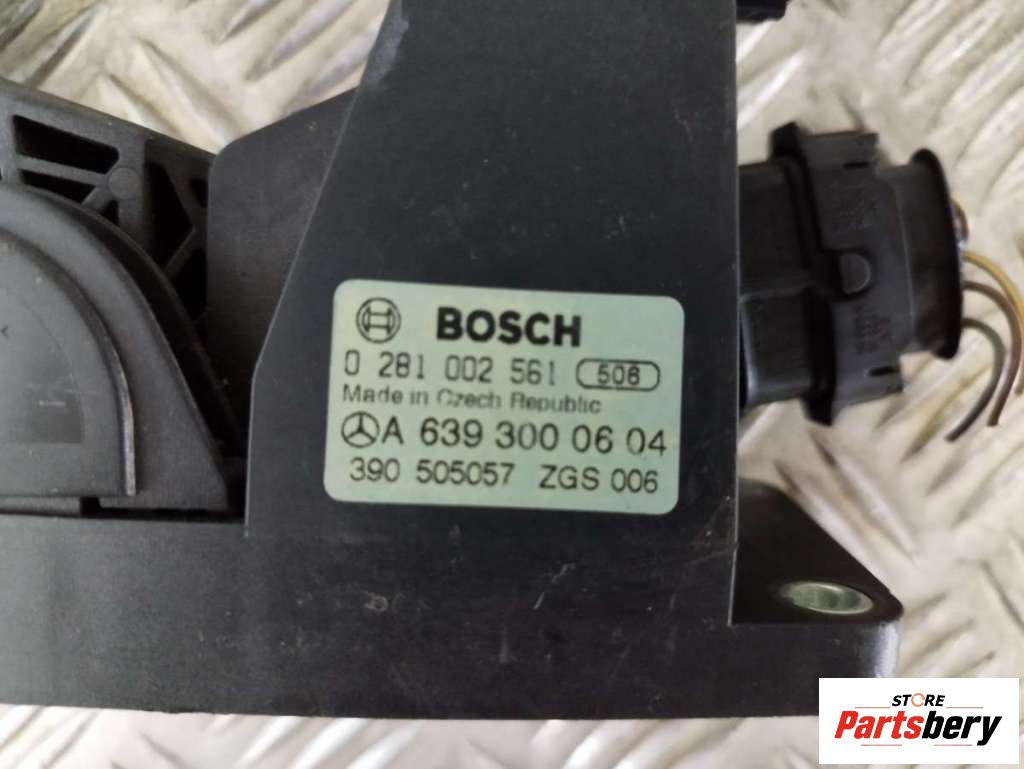 BOSCH
0 281 002 561 506
Made in Czech Republic
A 639 300 06 04
390 505057 ZGS 006
STORE
Partsbery